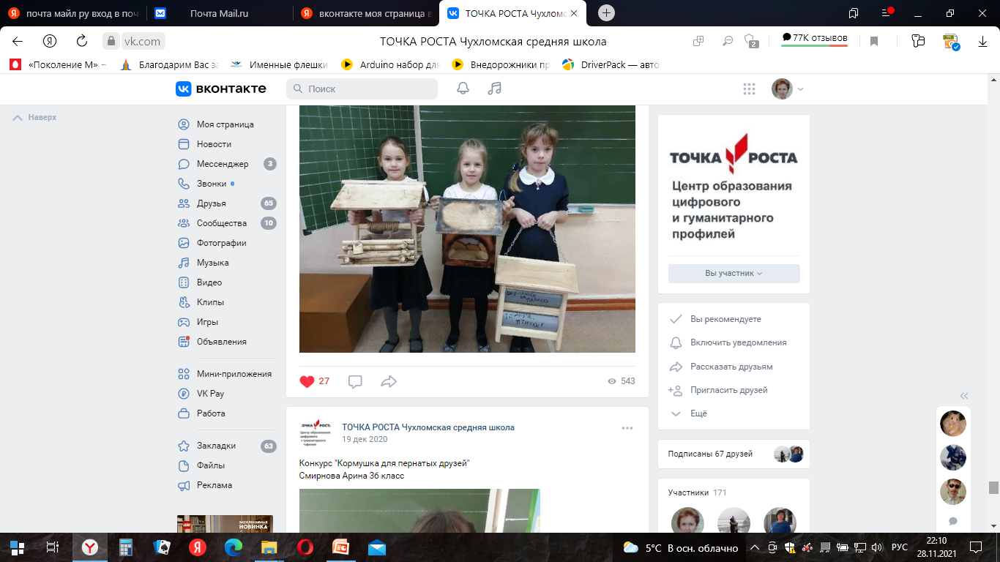 почта майл ру вход в поч
Почта Mail.ru
вконтакте моя страница в
ТОЧКА РОСТА Чухломс
vk.com
ТОЧКА РОСТА Чухломская средняя школа
2
77K отзывов
«Поколение М» –
Благодарим Вас за
Именные флешки
Arduino набор для
Внедорожники пр
DriverPack — авто
вконтакте
Поиск
Наверх
Моя страница
Новости
Мессенджер 3
Звонки
Друзья 65
Сообщества 10
Фотографии
Музыка
Видео
Клипы
Игры
Объявления
Мини-приложения
VK Pay
Работа
Закладки 63
Файлы
Реклама
LEGO
ЭКСКЛЮЗИВНАЯ
НОВИНКА
ПТИЧКИ!
27
543
ТОЧКА РОСТА Чухломская средняя школа
19 дек 2020
Конкурс "Кормушка для пернатых друзей"
Смирнова Арина 3б класс
ТОЧКА РОСТА
Центр образования
цифрового
и гуманитарного
профилей
Вы участник
Вы рекомендуете
Включить уведомления
Рассказать друзьям
Пригласить друзей
Ещё
Подписаны 67 друзей
Участники 171
5°C В осн. облачно
РУС
22:10
28.11.2021